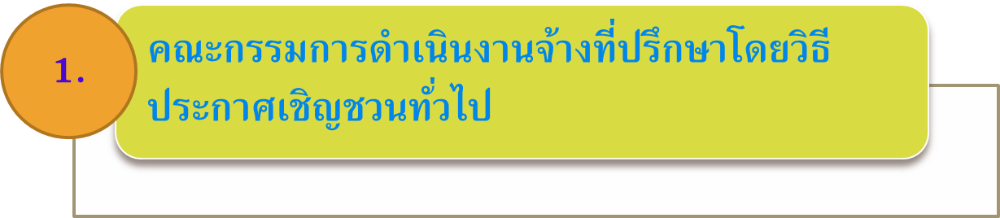 1.
คณะกรรมการดำเนินงานจ้างที่ปรึกษาโดยวิธี
ประกาศเชิญชวนทั่วไป